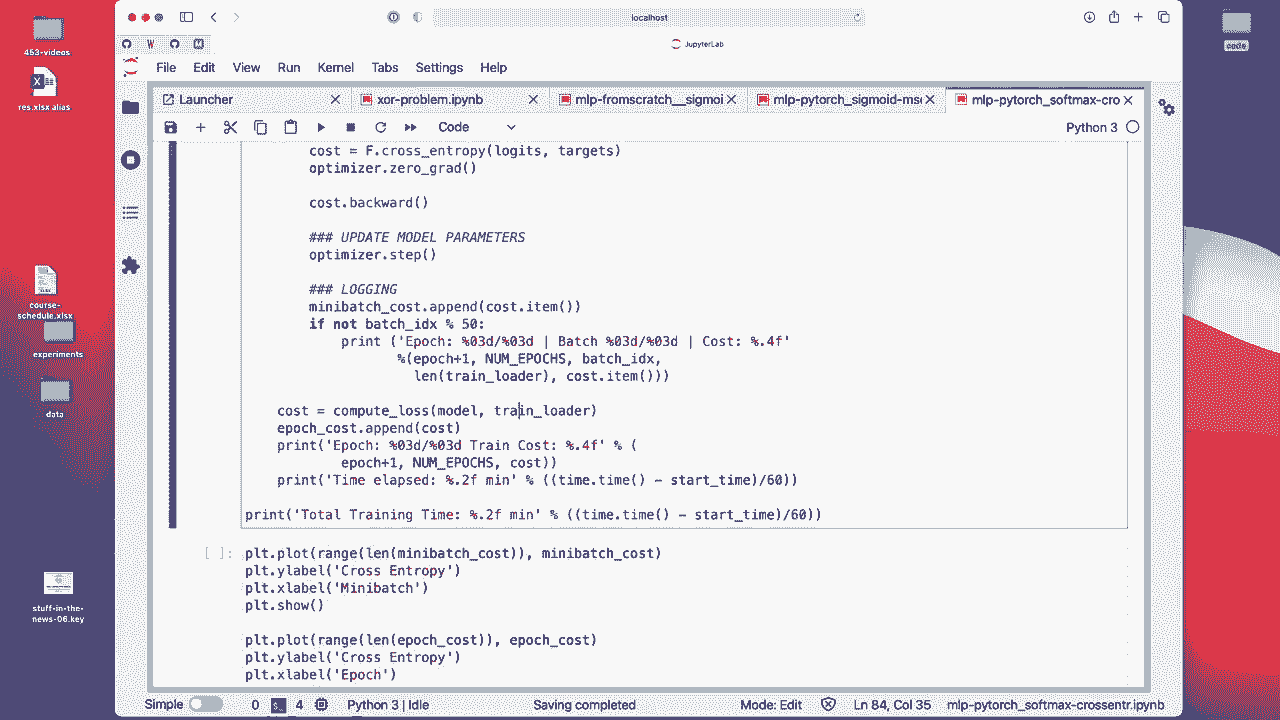 localhost
JupyterLab
File Edit View Run Kernel Tabs Settings Help
Launcher xor-problem.ipynb mlp-fromscratch__sigmoi mlp-pytorch_sigmoid-mse mlp-pytorch_softmax-cro
Code Python 3
cost = F.cross_entropy(logits, targets)
optimizer.zero_grad()
cost.backward()
### UPDATE MODEL PARAMETERS
optimizer.step()
### LOGGING
minibatch_cost.append(cost.item())
if not batch_idx % 50:
print ('Epoch: %03d/%03d | Batch %03d/%03d | Cost: %.4f'
%(epoch+1, NUM_EPOCHS, batch_idx,
len(train_loader), cost.item()))
cost = compute_loss(model, train_loader)
epoch_cost.append(cost)
print('Epoch: %03d/%03d Train Cost: %.4f' % (
epoch+1, NUM_EPOCHS, cost))
print('Time elapsed: %.2f min' % ((time.time() - start_time)/60))
print('Total Training Time: %.2f min' % ((time.time() - start_time)/60))
[ ]: plt.plot(range(len(minibatch_cost)), minibatch_cost)
plt.ylabel('Cross Entropy')
plt.xlabel('Minibatch')
plt.show()
plt.plot(range(len(epoch_cost)), epoch_cost)
plt.ylabel('Cross Entropy')
plt.xlabel('Epoch')
Simple 0 4 Python 3 | Idle Saving completed Mode: Edit Ln 84, Col 35 mlp-pytorch_softmax-crossentr.ipynb
453-videos
res.xlsx alias
course-
schedule.xlsx
experiments
data
stuff-in-the-
news-06.key
code